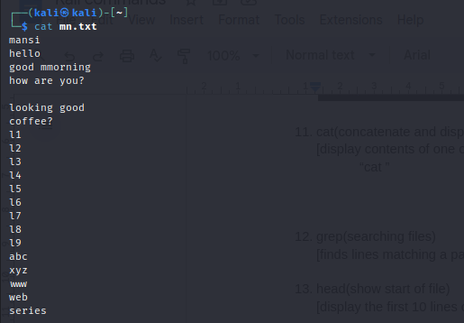 Kali commands
View Insert Format Tools Extensions Help
100% Normal text Arial
┌──(kali㉿kali)-[~]
└─$ cat mn.txt
mansi
hello
good mmorning
how are you?

looking good
coffee?
l1
l2
l3
l4
l5
l6
l7
l8
l9
abc
xyz
www
web
series
11. cat(concatenate and disp
[display contents of one o
"cat "
12. grep(searching files)
[finds lines matching a pa
13. head(show start of file)
[display the first 10 lines